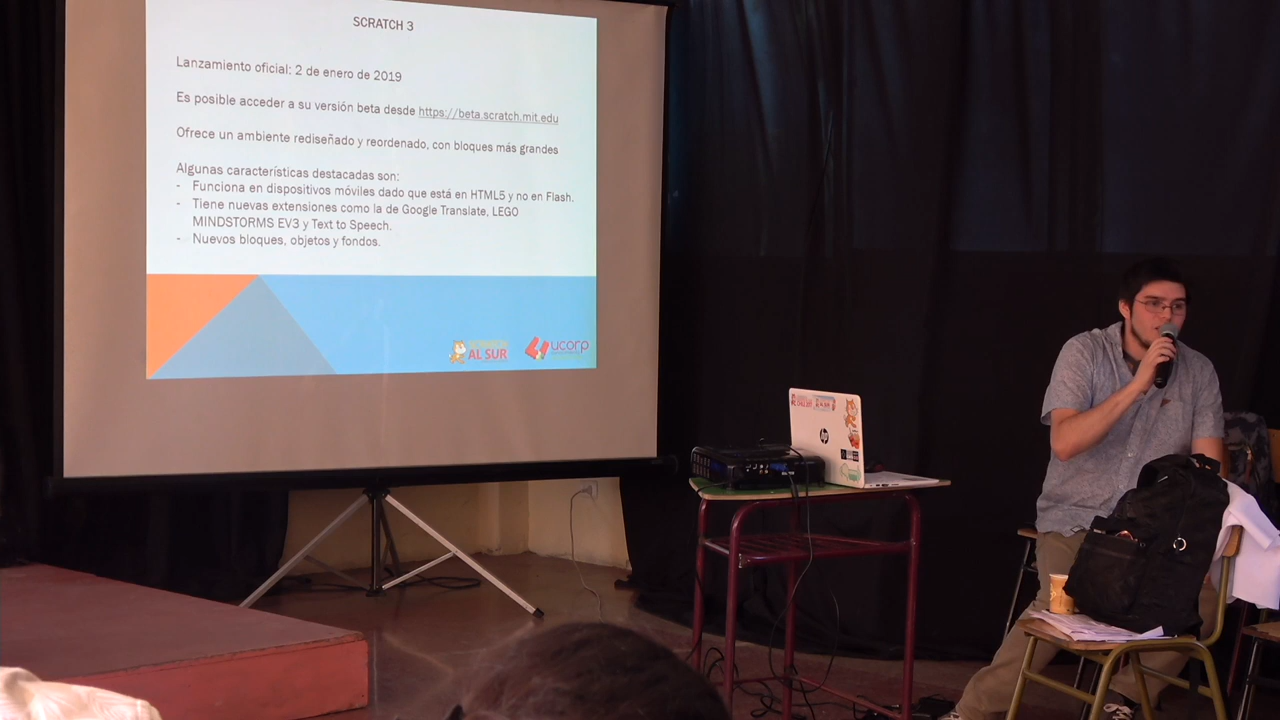 SCRATCH 3
Lanzamiento oficial: 2 de enero de 2019
Es posible acceder a su versión beta desde https://beta.scratch.mit.edu
Ofrece un ambiente rediseñado y reordenado, con bloques más grandes
Algunas características destacadas son:
- Funciona en dispositivos móviles dado que está en HTML5 y no en Flash.
- Tiene nuevas extensiones como la de Google Translate, LEGO
MINDSTORMS EV3 y Text to Speech.
- Nuevos bloques, objetos y fondos.
AL SUR
ucorp
hp